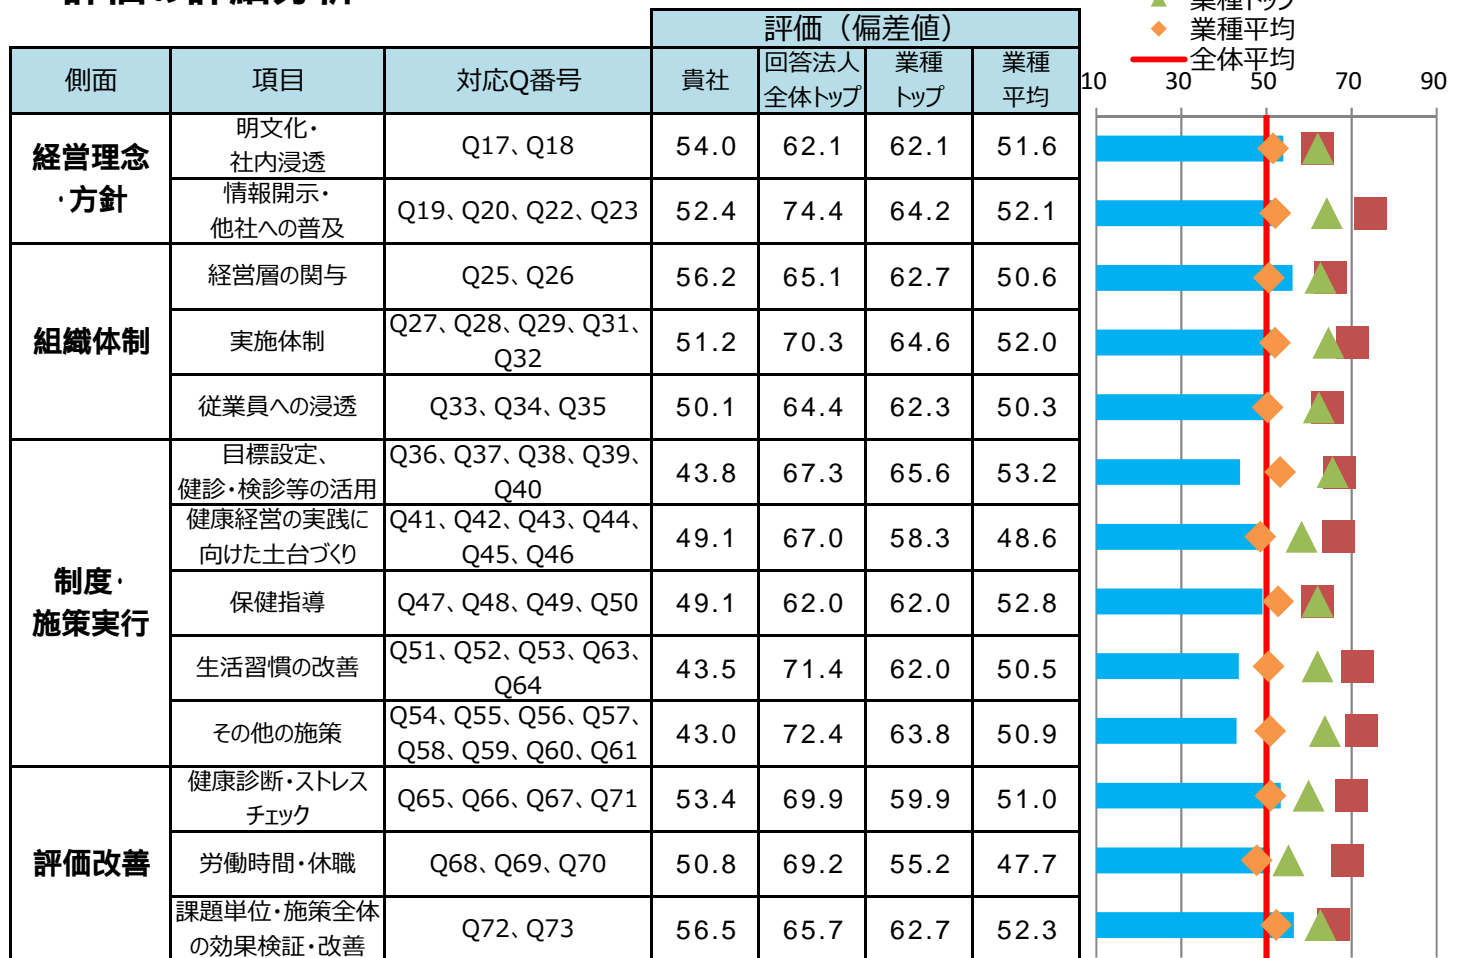 評価の詳細分析
業種トップ
業種平均
全体平均
評価（偏差値）
側面 項目 対応Q番号 貴社 回答法人 業種 業種
全体トップ トップ 平均
10 30 50 70 90
経営理念
・方針
明文化・
社内浸透
Q17、Q18 54.0 62.1 62.1 51.6
情報開示・
他社への普及
Q19、Q20、Q22、Q23 52.4 74.4 64.2 52.1
組織体制
経営層の関与 Q25、Q26 56.2 65.1 62.7 50.6
実施体制
Q27、Q28、Q29、Q31、
Q32
51.2 70.3 64.6 52.0
従業員への浸透 Q33、Q34、Q35 50.1 64.4 62.3 50.3
制度・
施策実行
目標設定、
健診・検診等の活用
Q36、Q37、Q38、Q39、
Q40
43.8 67.3 65.6 53.2
健康経営の実践に
向けた土台づくり
Q41、Q42、Q43、Q44、
Q45、Q46
49.1 67.0 58.3 48.6
保健指導 Q47、Q48、Q49、Q50 49.1 62.0 62.0 52.8
生活習慣の改善
Q51、Q52、Q53、Q63、
Q64
43.5 71.4 62.0 50.5
その他の施策
Q54、Q55、Q56、Q57、
Q58、Q59、Q60、Q61
43.0 72.4 63.8 50.9
評価改善
健康診断・ストレス
チェック
Q65、Q66、Q67、Q71 53.4 69.9 59.9 51.0
労働時間・休職 Q68、Q69、Q70 50.8 69.2 55.2 47.7
課題単位・施策全体
の効果検証・改善
Q72、Q73 56.5 65.7 62.7 52.3